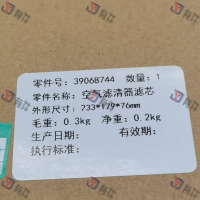 零件号: 39068744 数量: 1
零件名称: 空气滤清器滤芯
外形尺寸: 233*179*76mm
毛重: 0.3kg 净重: 0.2kg
生产日期: 有效期:
执行标准: